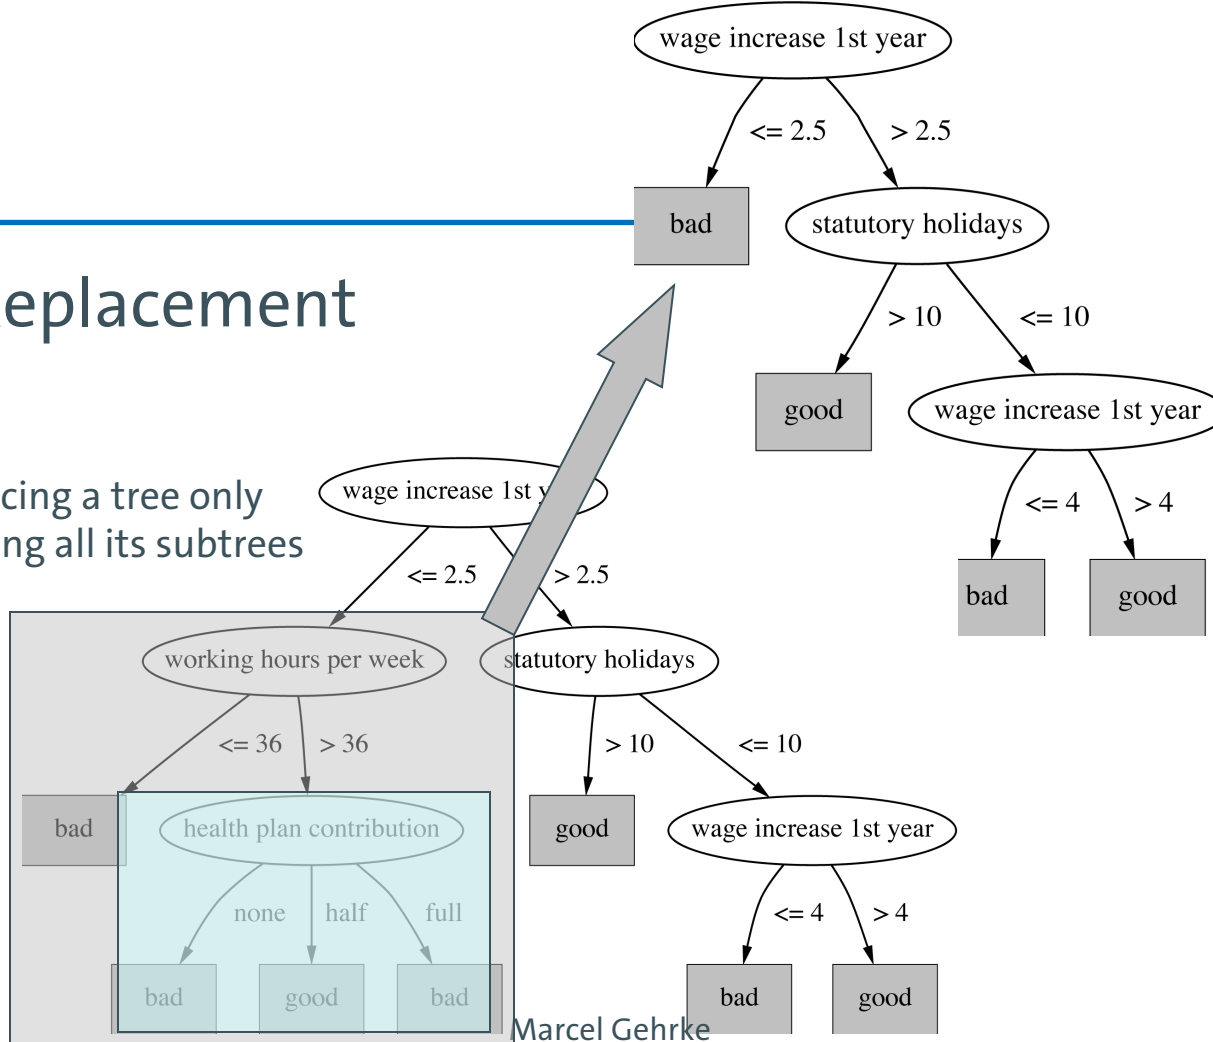 wage increase 1st year
<= 2.5
> 2.5
bad
statutory holidays
> 10
<= 10
good
wage increase 1st year
<= 4
> 4
bad
good
eplacement
cing a tree only
ng all its subtrees
wage increase 1st y
<= 2.5
> 2.5
working hours per week
statutory holidays
<= 36
> 36
> 10
<= 10
bad
health plan contribution
good
wage increase 1st year
none
half
full
<= 4
> 4
bad
good
bad
bad
good
Marcel Gehrke